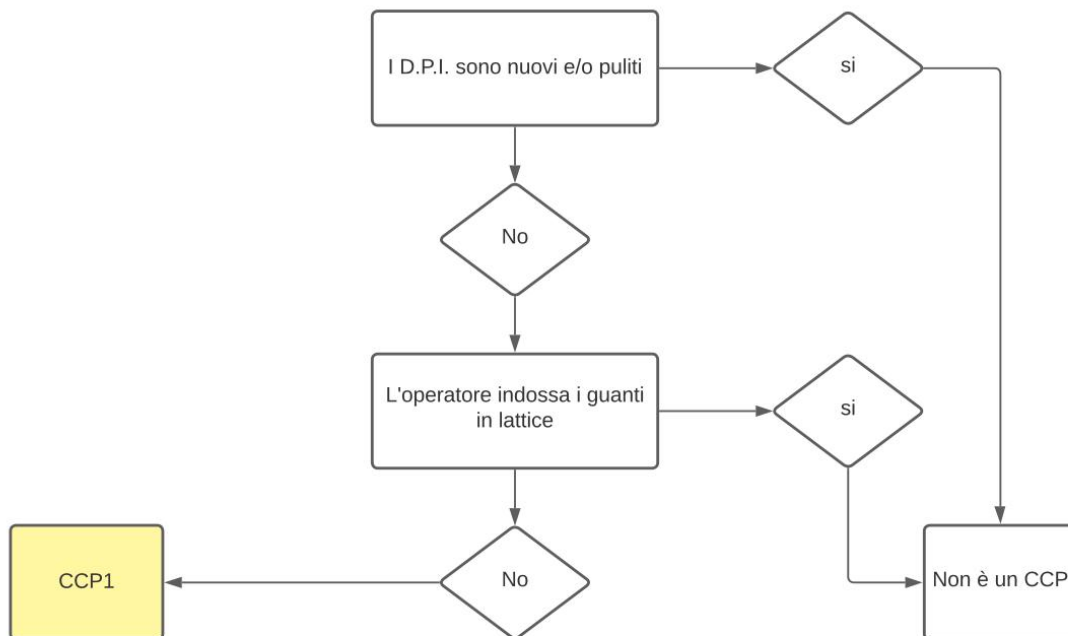 I D.P.I. sono nuovi e/o puliti
si
No
L'operatore indossa i guanti
in lattice
si
No
CCP1
Non è un CCP